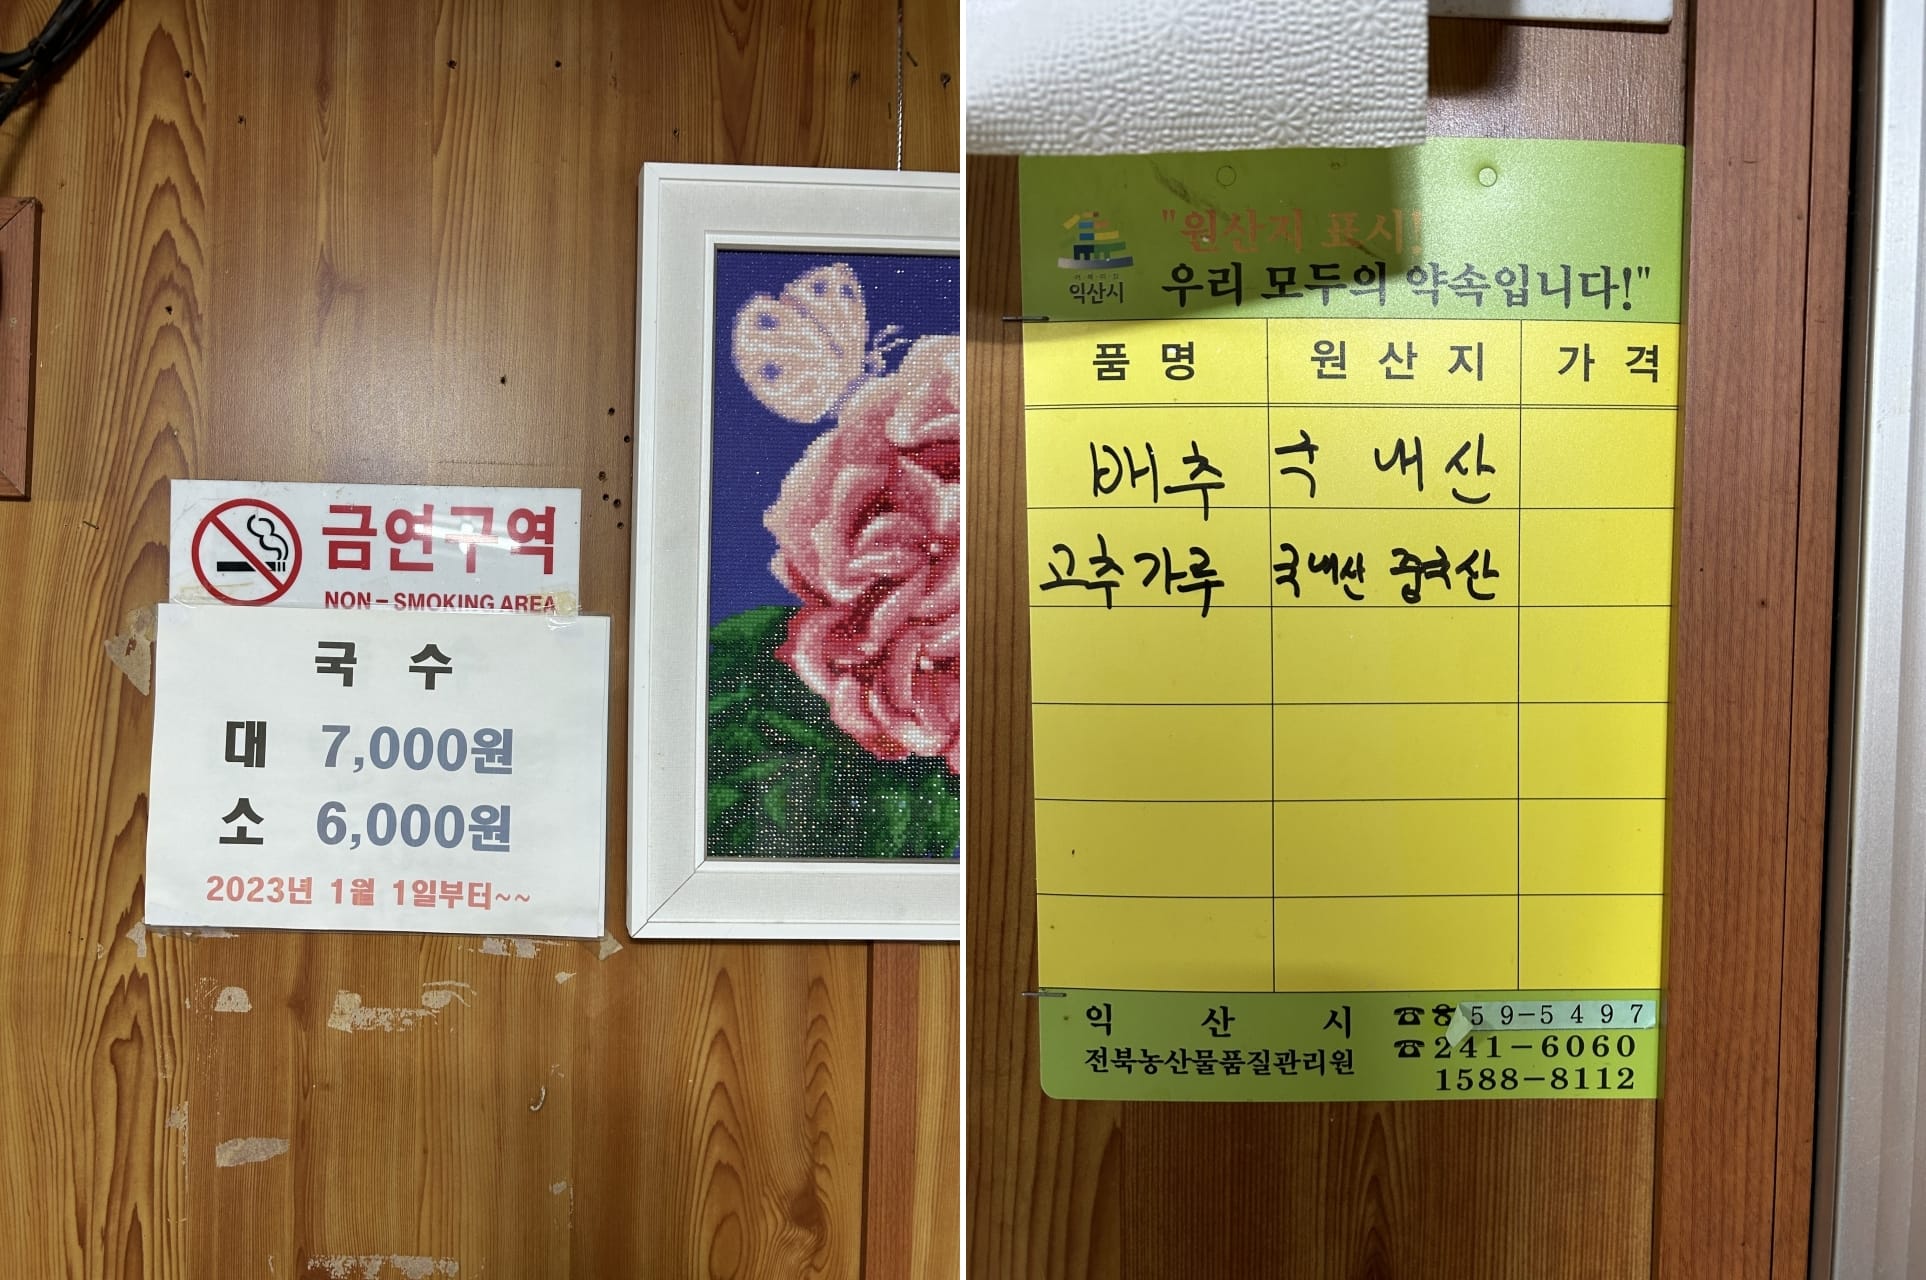 금연구역
NON-SMOKING AREA
국 수
대 7,000원
소 6,000원
2023년 1월 1일부터~~
"원산지 표시!
우리 모두의 약속입니다!"
익산시
품 명 원 산 지 가 격
배추 국 내 산
고추가루 국내산 중국산
익 산 시 ☎859-5497
전북농산물품질관리원 ☎241-6060
1588-8112